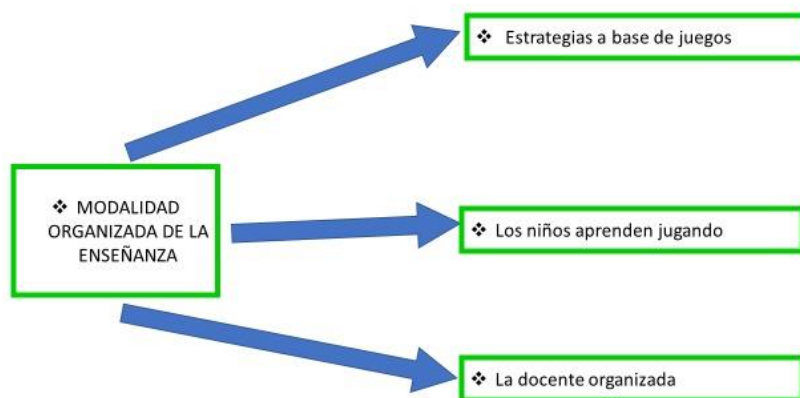 ❖ Estrategias a base de juegos
❖ MODALIDAD
ORGANIZADA DE LA
ENSEÑANZA
❖ Los niños aprenden jugando
❖ La docente organizada